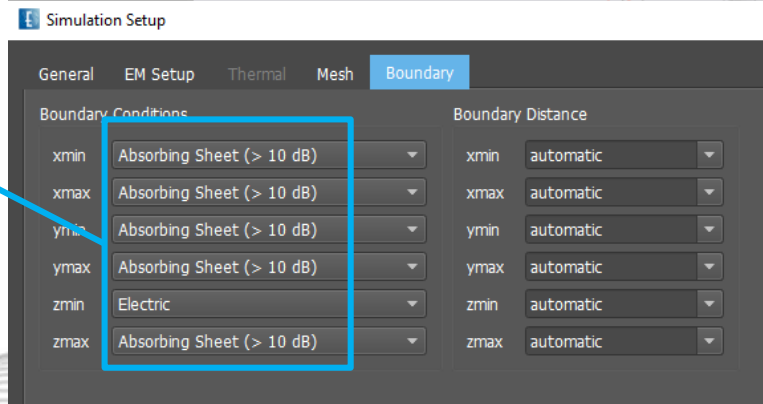 Simulation Setup
General EM Setup Thermal Mesh Boundary
Boundary Conditions Boundary Distance
xmin Absorbing Sheet (> 10 dB) xmin automatic
xmax Absorbing Sheet (> 10 dB) xmax automatic
ymin Absorbing Sheet (> 10 dB) ymin automatic
ymax Absorbing Sheet (> 10 dB) ymax automatic
zmin Electric zmin automatic
zmax Absorbing Sheet (> 10 dB) zmax automatic